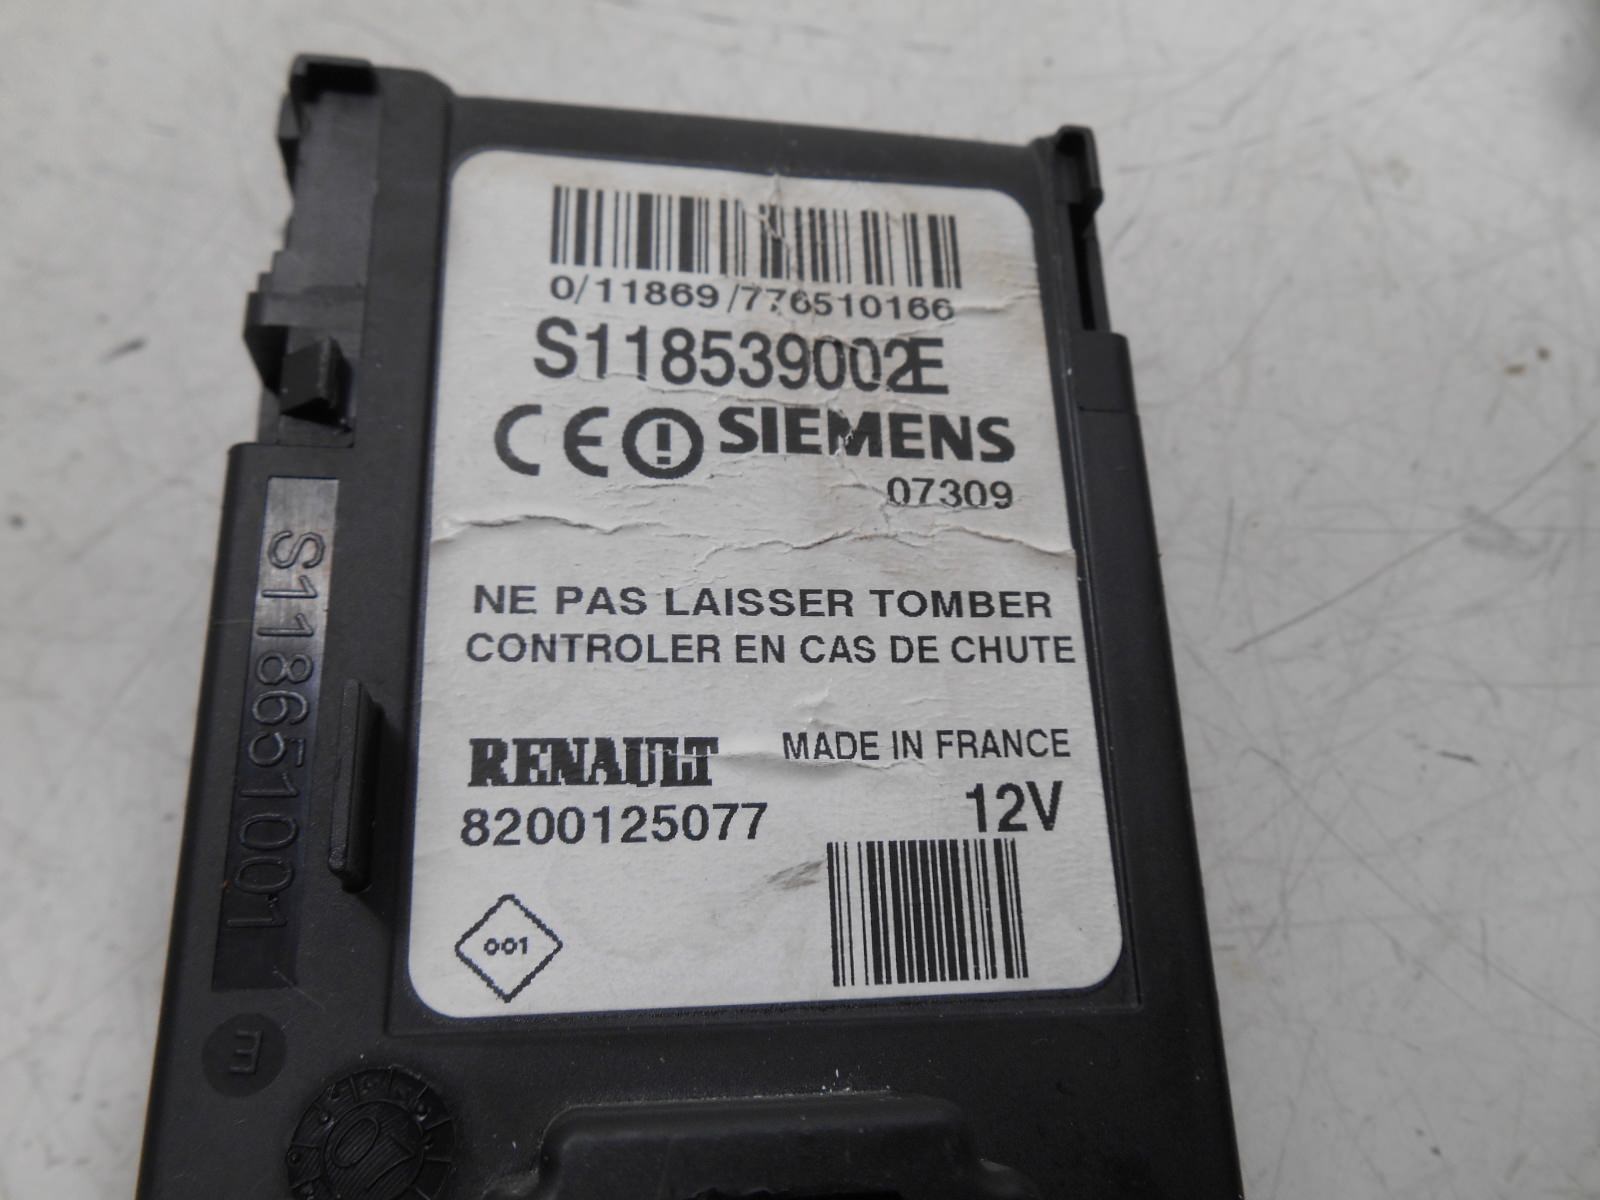 0/11869/776510166
S118539002E
CE SIEMENS
07309
NE PAS LAISSER TOMBER
CONTROLER EN CAS DE CHUTE
RENAULT MADE IN FRANCE
8200125077 12V
001
S118651001
E